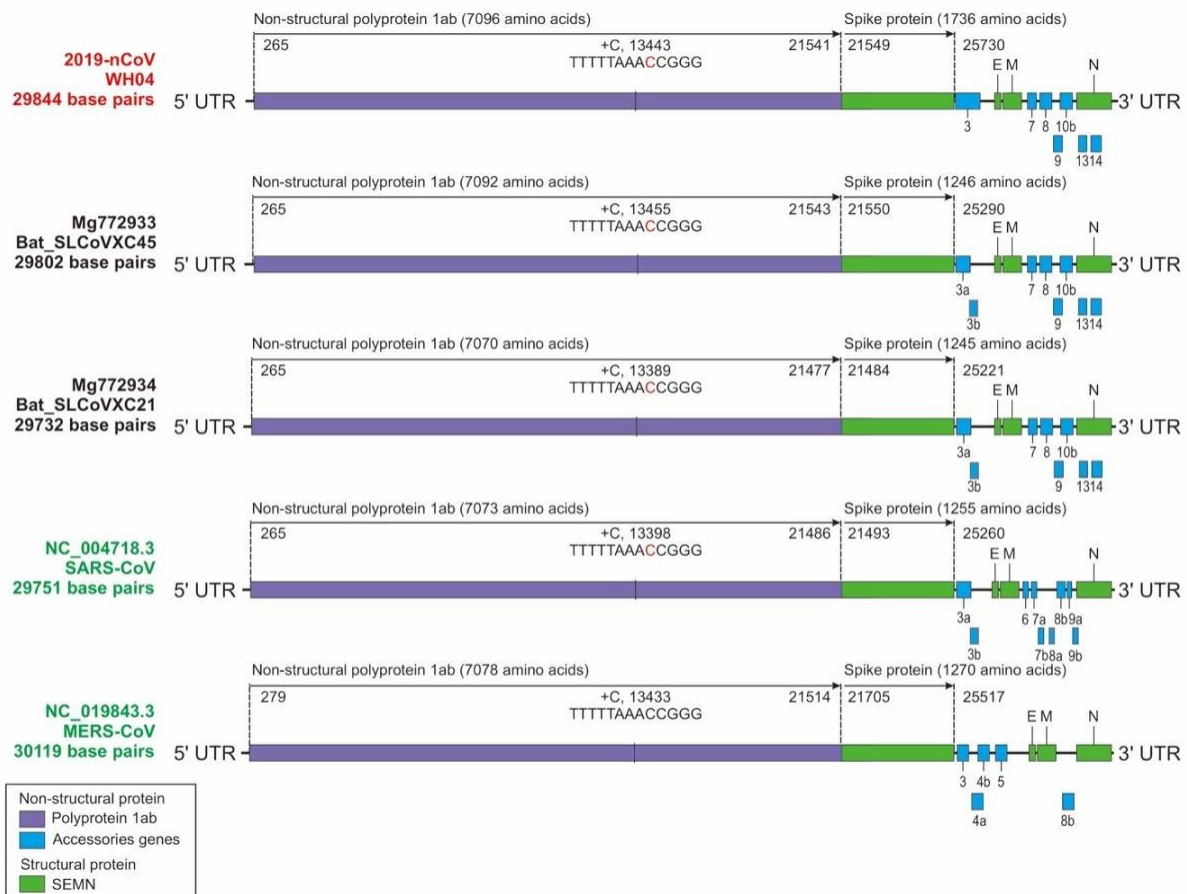 Non-structural polyprotein 1ab (7096 amino acids) Spike protein (1736 amino acids)
265 +C, 13443 21541 21549 25730
TTTTTAAACCGGG
2019-nCoV
WH04
29844 base pairs
E M N
5' UTR 3' UTR
3 7 8 10b
9 1314
Non-structural polyprotein 1ab (7092 amino acids) Spike protein (1246 amino acids)
265 +C, 13455 21543 21550 25290
TTTTTAAACCGGG
Mg772933
Bat_SLCoVXC45
29802 base pairs
E M N
5' UTR 3' UTR
3a 7 8 10b
3b 9 1314
Non-structural polyprotein 1ab (7070 amino acids) Spike protein (1245 amino acids)
265 +C, 13389 21477 21484 25221
TTTTTAAACCGGG
Mg772934
Bat_SLCoVXC21
29732 base pairs
E M N
5' UTR 3' UTR
3a 7 8 10b
3b 9 1314
Non-structural polyprotein 1ab (7073 amino acids) Spike protein (1255 amino acids)
265 +C, 13398 21486 21493 25260
TTTTTAAACCGGG
NC_004718.3
SARS-CoV
29751 base pairs
E M N
5' UTR 3' UTR
3a 6 7a 8b 9a
3b 7b 8a 9b
Non-structural polyprotein 1ab (7078 amino acids) Spike protein (1270 amino acids)
279 +C, 13433 21514 21705 25517
TTTTTAAACCGGG
NC_019843.3
MERS-CoV
30119 base pairs
E M N
5' UTR 3' UTR
3 4b 5
4a 8b
Non-structural protein
Polyprotein 1ab
Accessories genes
Structural protein
SEMN